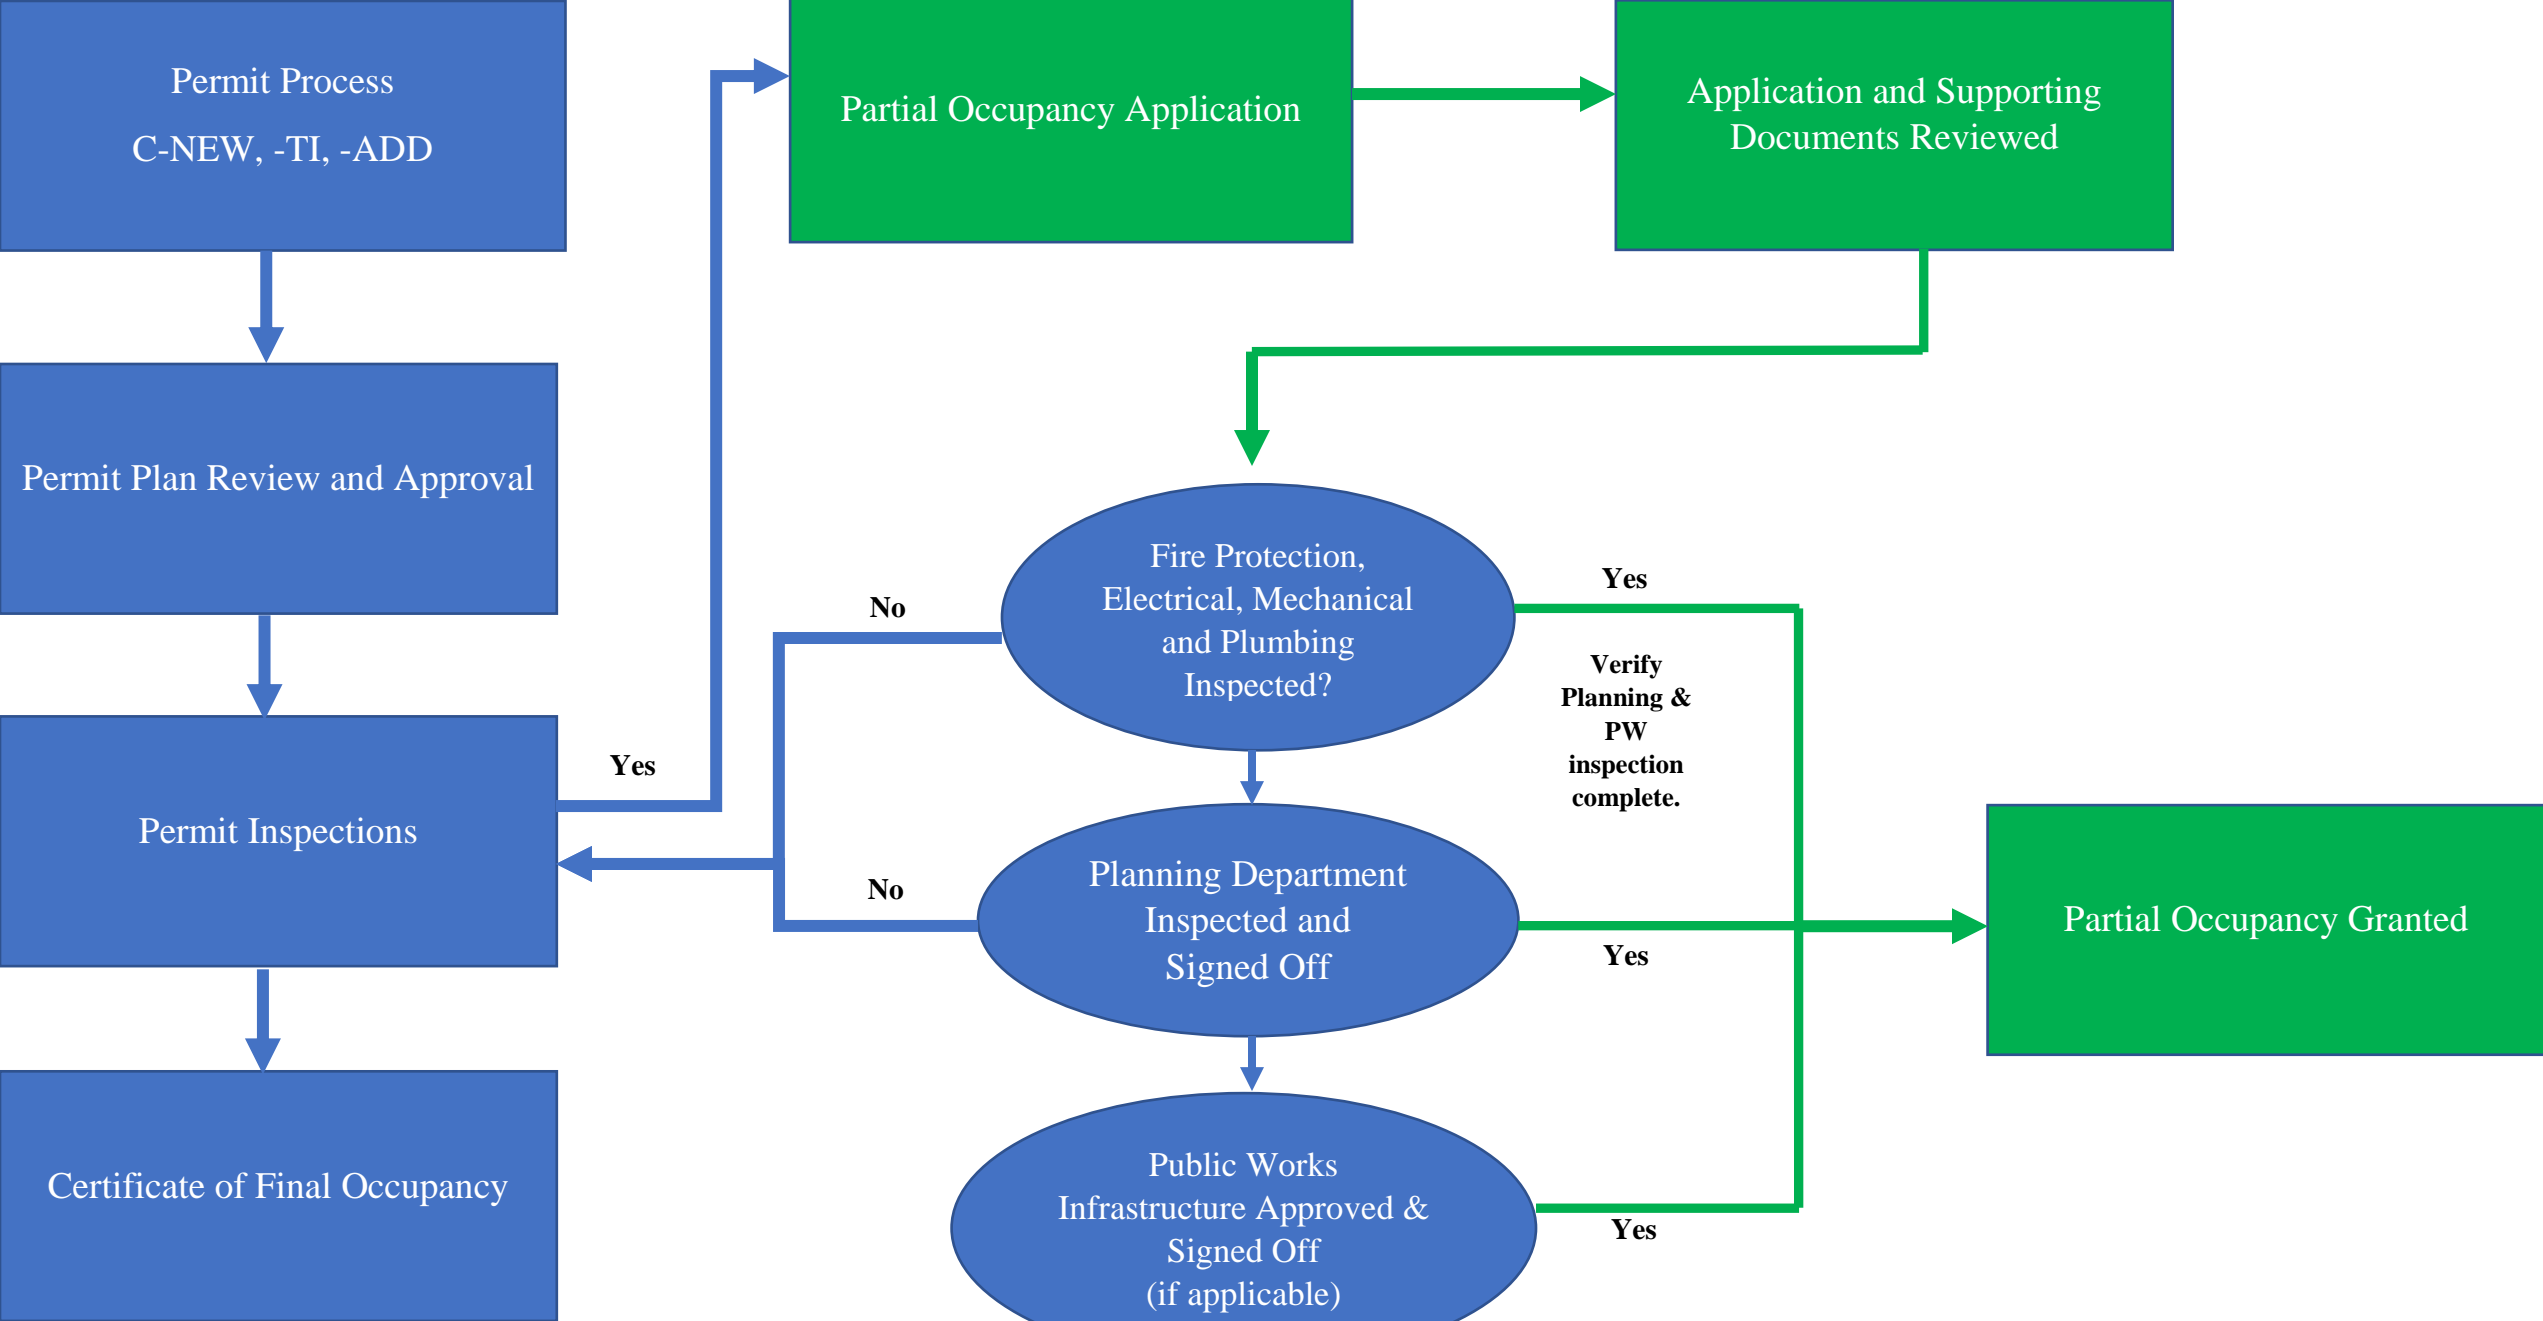 Permit Process
C-NEW, -TI, -ADD
Partial Occupancy Application
Application and Supporting
Documents Reviewed
Permit Plan Review and Approval
Fire Protection,
Electrical, Mechanical
and Plumbing
Inspected?
No
Yes
Verify
Planning &
PW
inspection
complete.
Yes
Permit Inspections
Planning Department
Inspected and
Signed Off
No
Yes
Partial Occupancy Granted
Certificate of Final Occupancy
Public Works
Infrastructure Approved &
Signed Off
(if applicable)
Yes